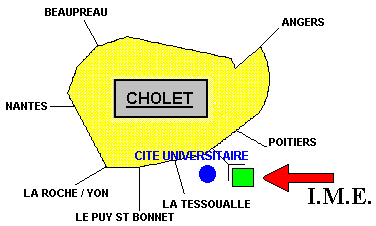 BEAUPREAU
ANGERS
CHOLET
NANTES
POITIERS
CITE UNIVERSITAIRE
LA ROCHE / YON
LA TESSOUALLE
I.M.E.
LE PUY ST BONNET